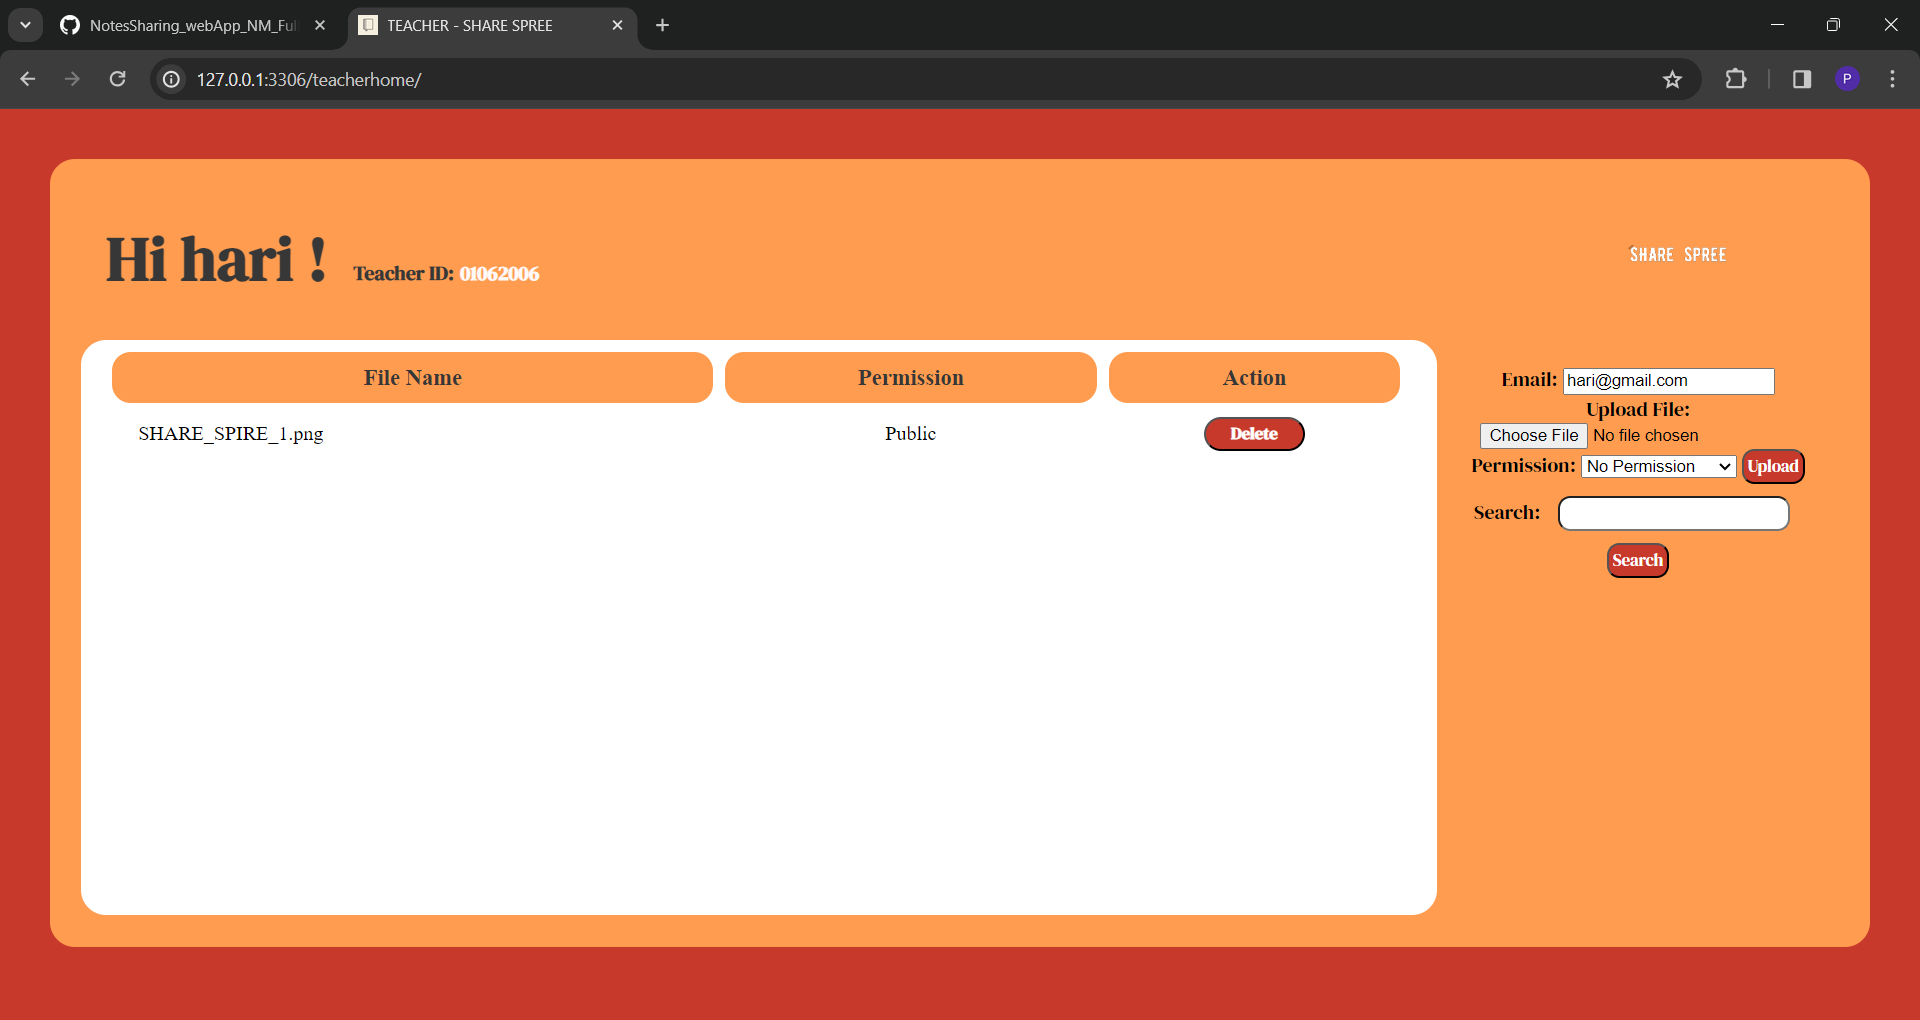 NotesSharing_webApp_NM_Ful
TEACHER - SHARE SPREE
127.0.0.1:3306/teacherhome/
P
Hi hari !
Teacher ID: 01062006
SHARE SPREE
File Name
Permission
Action
SHARE_SPIRE_1.png
Public
Delete
Email: hari@gmail.com
Upload File:
Choose File No file chosen
Permission: No Permission Upload
Search:
Search